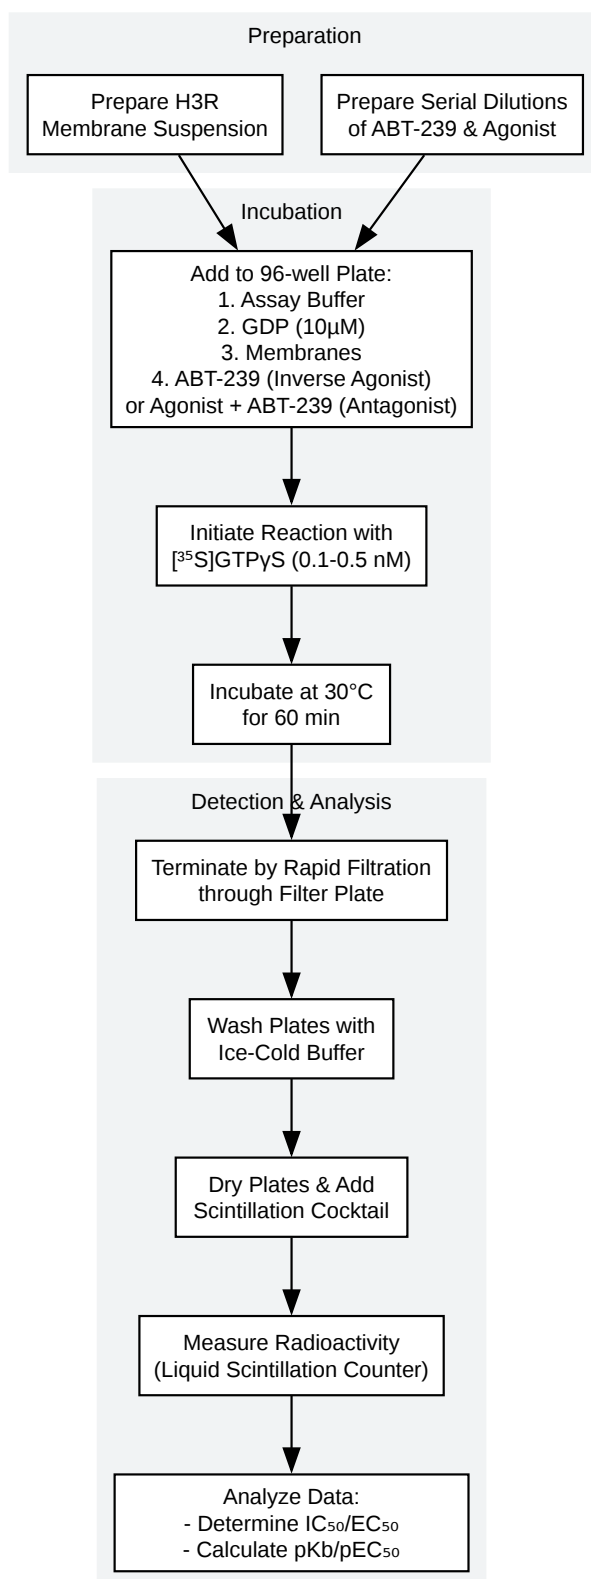 Preparation
Prepare H3R
Membrane Suspension
Prepare Serial Dilutions
of ABT-239 & Agonist
Incubation
Add to 96-well Plate:
1. Assay Buffer
2. GDP (10µM)
3. Membranes
4. ABT-239 (Inverse Agonist)
or Agonist + ABT-239 (Antagonist)
Initiate Reaction with
[³⁵S]GTPγS (0.1-0.5 nM)
Incubate at 30°C
for 60 min
Detection & Analysis
Terminate by Rapid Filtration
through Filter Plate
Wash Plates with
Ice-Cold Buffer
Dry Plates & Add
Scintillation Cocktail
Measure Radioactivity
(Liquid Scintillation Counter)
Analyze Data:
- Determine IC₅₀/EC₅₀
- Calculate pKb/pEC₅₀